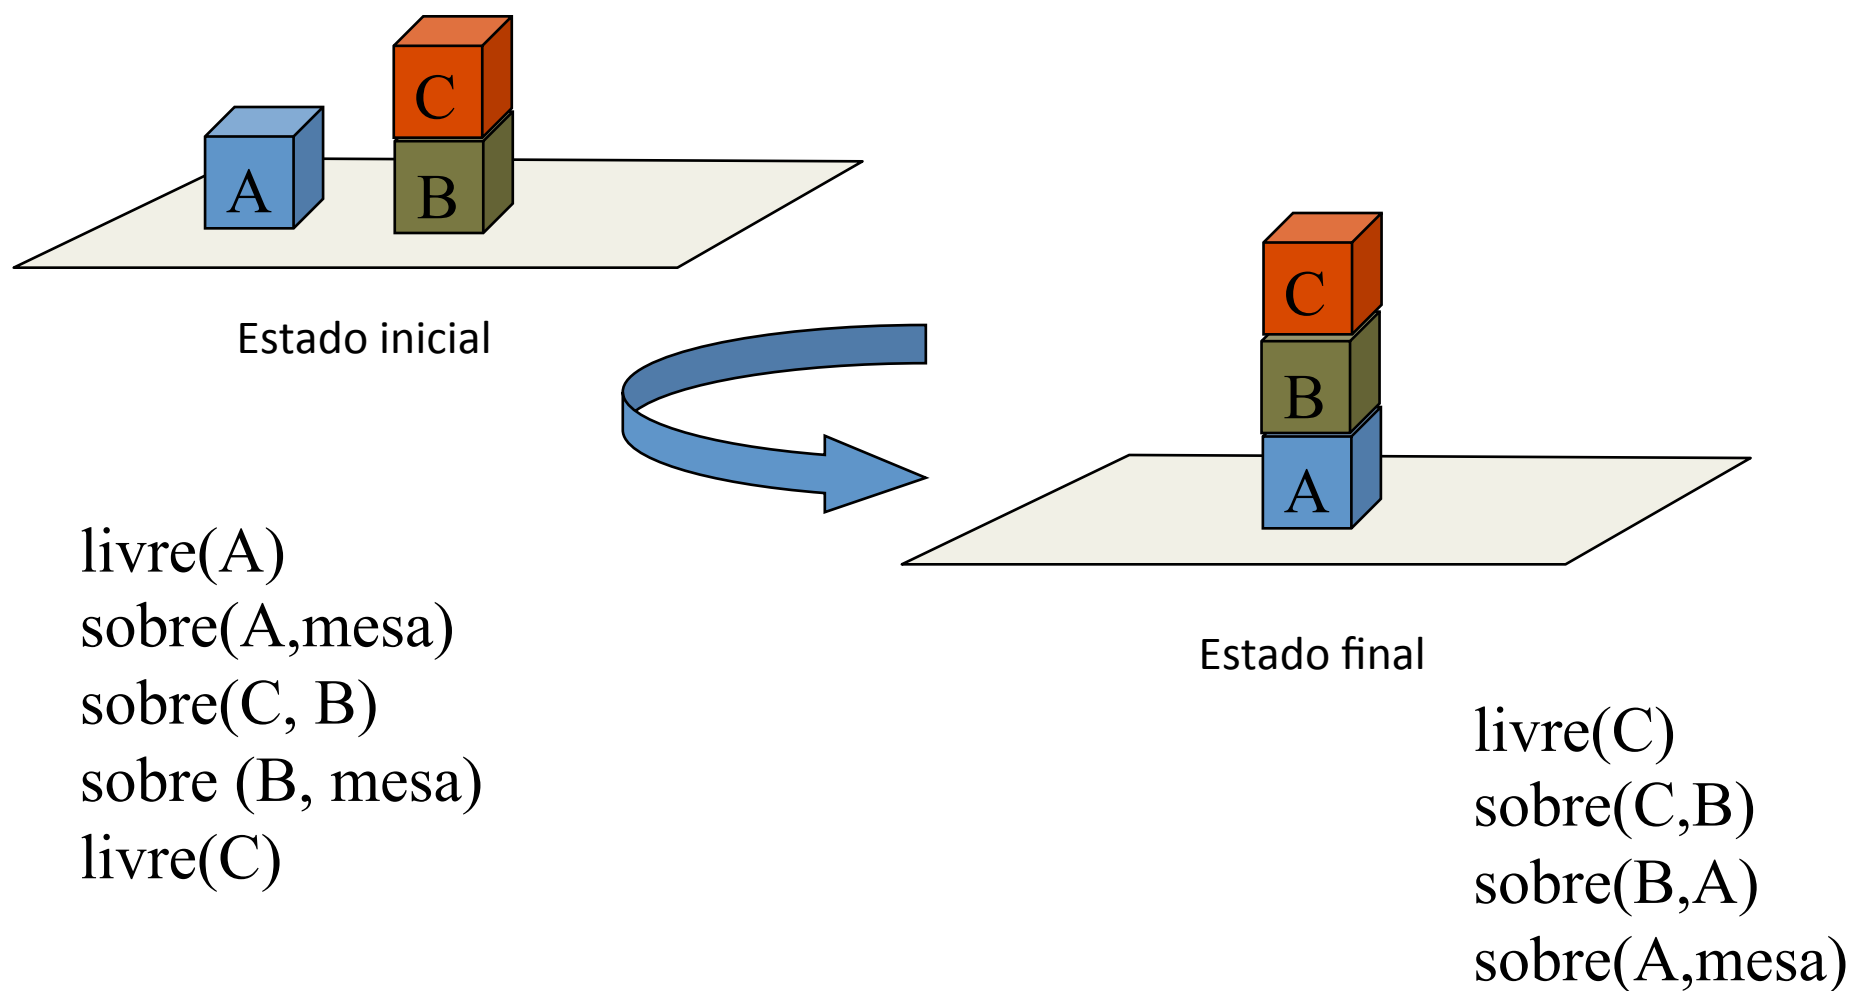 C
A
B
Estado inicial
C
B
A
livre(A)
sobre(A,mesa)
sobre(C, B)
sobre (B, mesa)
livre(C)
Estado final
livre(C)
sobre(C,B)
sobre(B,A)
sobre(A,mesa)